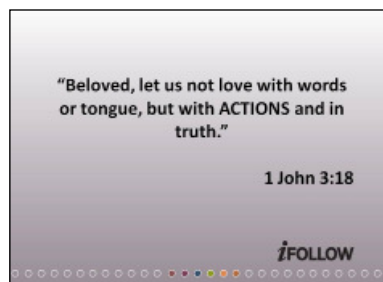 “Beloved, let us not love with words
or tongue, but with ACTIONS and in
truth.”
1 John 3:18
iFOLLOW